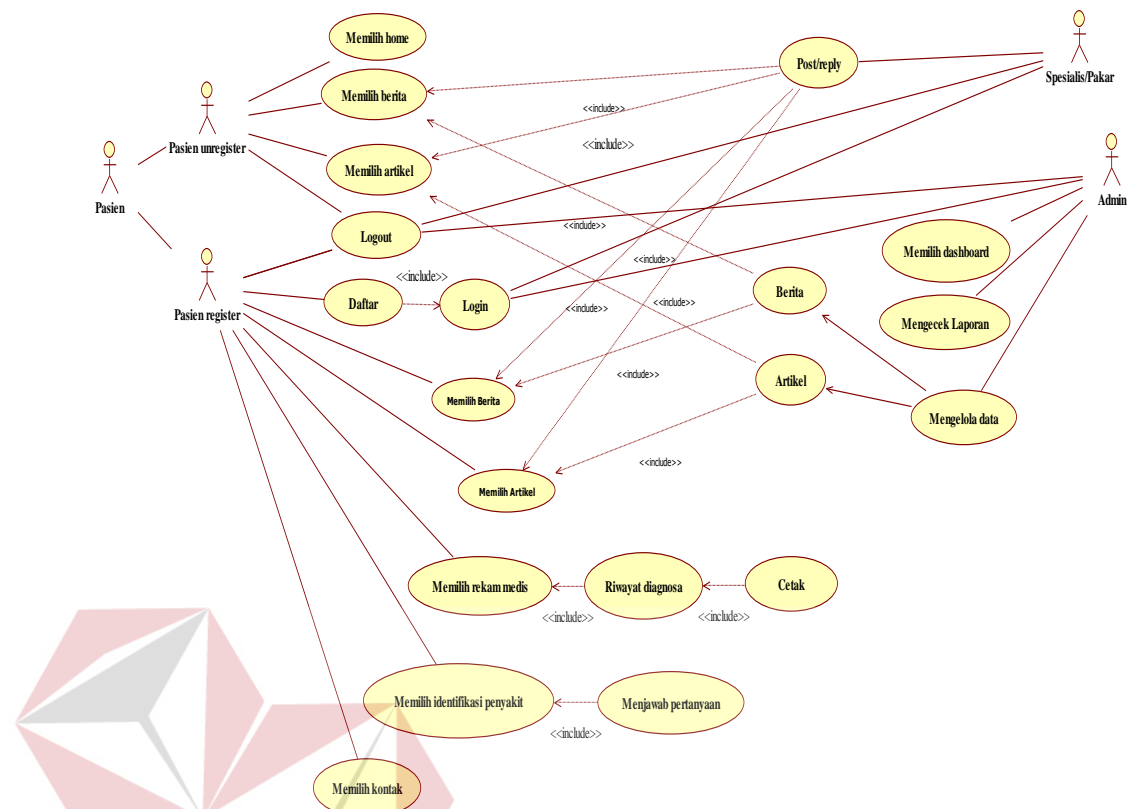 Memilih home
Post/reply
Spesialis/Pakar
Memilih berita
<<include>>
Pasien unregister
<<include>>
Memilih artikel
Pasien
Admin
<<include>>
Logout
Memilih dashboard
<<include>>
<<include>>
Berita
Daftar
Login
<<include>>
<<include>>
Pasien register
Mengecek Laporan
<<include>>
Artikel
Memilih Berita
Mengelola data
<<include>>
Memilih Artikel
Memilih rekam medis
Riwayat diagnosa
Cetak
<<include>>
<<include>>
Memilih identifikasi penyakit
Menjawab pertanyaan
<<include>>
Memilih kontak